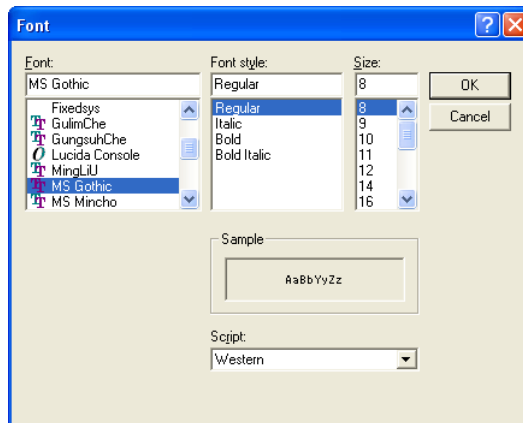 Font
Font:
MS Gothic
Fixedsys
GulimChe
GungsuhChe
Lucida Console
MingLiU
MS Gothic
MS Mincho
Font style:
Regular
Regular
Italic
Bold
Bold Italic
Size:
8
8
9
10
11
12
14
16
OK
Cancel
Sample
AaBbYyZz
Script:
Western